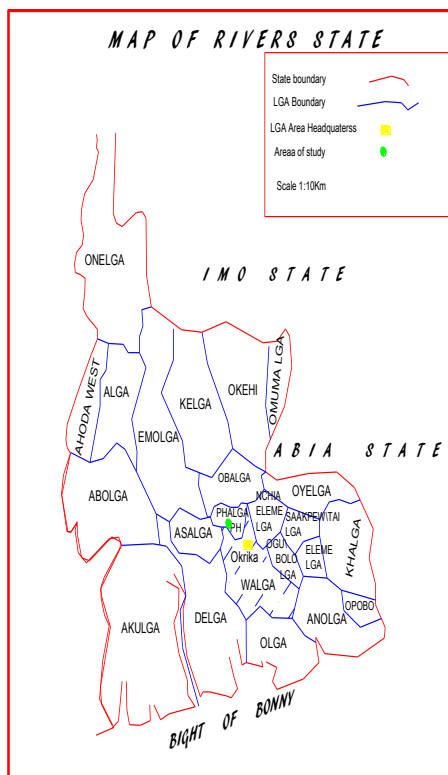 MAP OF RIVERS STATE
State boundary
LGA Boundary
LGA Area Headquaterss
Areaa of study
Scale 1:10Km
ONELGA
IMO STATE
AHODA WEST
ALGA
EMOLGA
KELGA
OKEHI
OMUMA LGA
ABIA STATE
ABOLGA
OBALGA
OYELGA
ASALGA
PHALGA
PH
NCHIA
ELEME
LGA
SAAKPEWTAI
LGA
KHALGA
OGU
BOLO
LGA
ELEME
LGA
Okrika
WALGA
OPOBO
ANOLGA
AKULGA
DELGA
OLGA
BIGHT OF BONNY